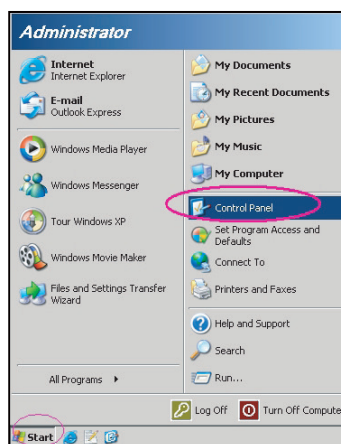 Administrator
Internet
Internet Explorer
E-mail
Outlook Express
Windows Media Player
Windows Messenger
Tour Windows XP
Windows Movie Maker
Files and Settings Transfer
Wizard
All Programs
My Documents
My Recent Documents
My Pictures
My Music
My Computer
Control Panel
Set Program Access and
Defaults
Connect To
Printers and Faxes
Help and Support
Search
Run...
Log Off
Turn Off Compute
Start